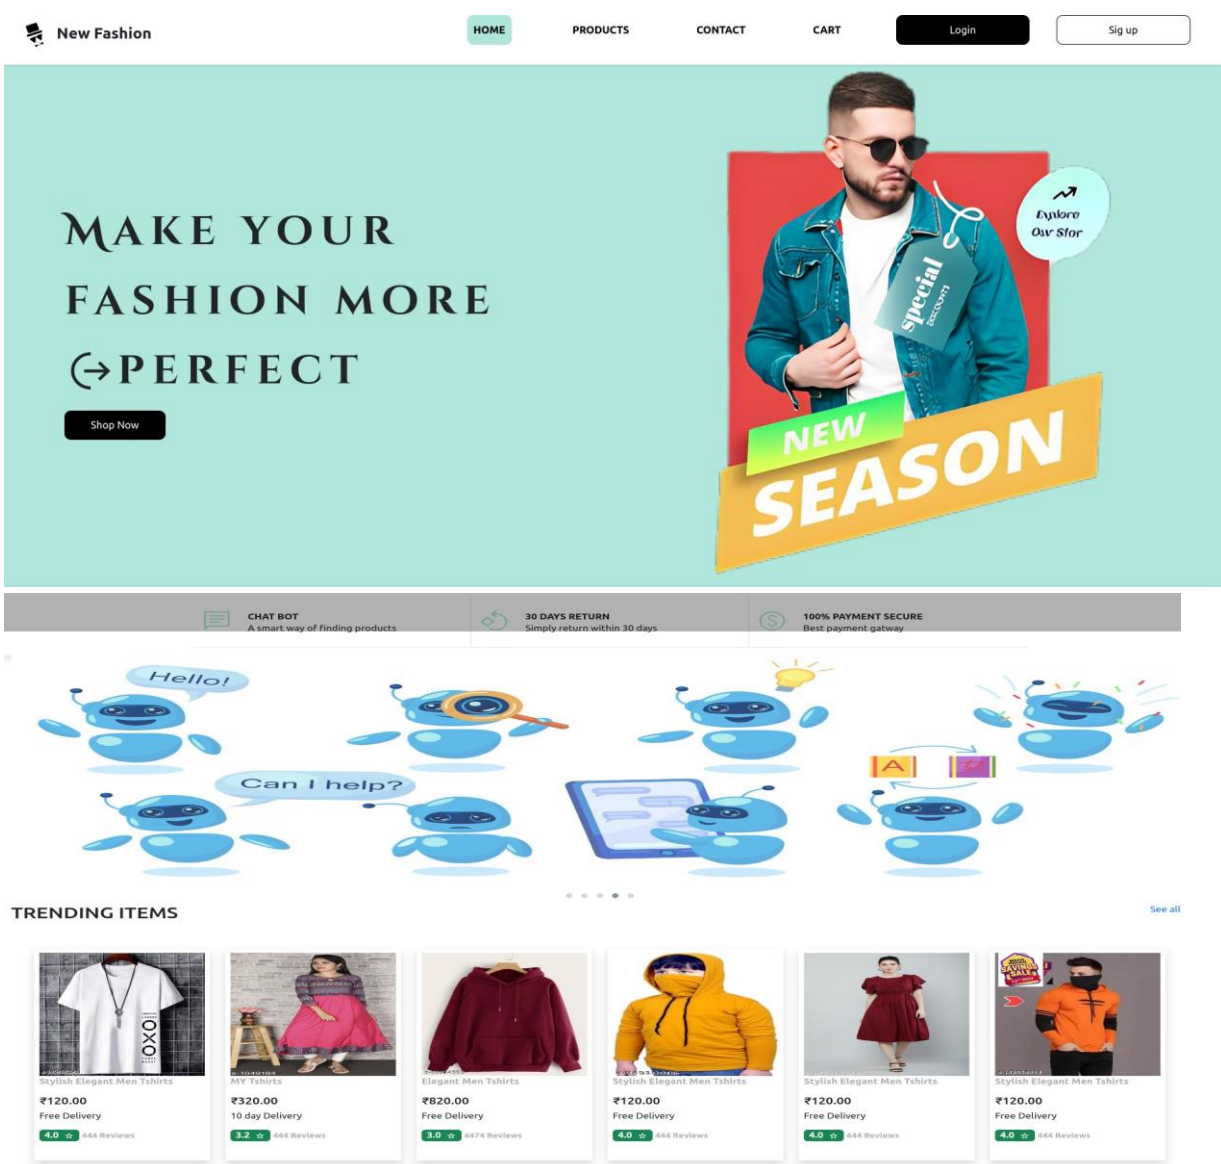 New Fashion
HOME
PRODUCTS
CONTACT
CART
Login
Sig up
MAKE YOUR
FASHION MORE
PERFECT
Shop Now
Explore
Our Stor
special
NEW
SEASON
CHAT BOT
A smart way of finding products
30 DAYS RETURN
Simply return within 30 days
100% PAYMENT SECURE
Best payment gatway
Hello!
Can I help?
A
TRENDING ITEMS
See all
OXO
Stylish Elegant Men Tshirts
₹120.00
Free Delivery
4.0 ☆ 444 Reviews
s-1049184
MY Tshirts
₹320.00
10 day Delivery
3.2 ☆ 444 Reviews
Elegant Men Tshirts
₹820.00
Free Delivery
3.0 ☆ 4474 Reviews
Stylish Elegant Men Tshirts
₹120.00
Free Delivery
4.0 ☆ 444 Reviews
Stylish Elegant Men Tshirts
₹120.00
Free Delivery
4.0 ☆ 444 Reviews
SAVINGS
SALE
Stylish Elegant Men Tshirts
₹120.00
Free Delivery
4.0 ☆ 444 Reviews